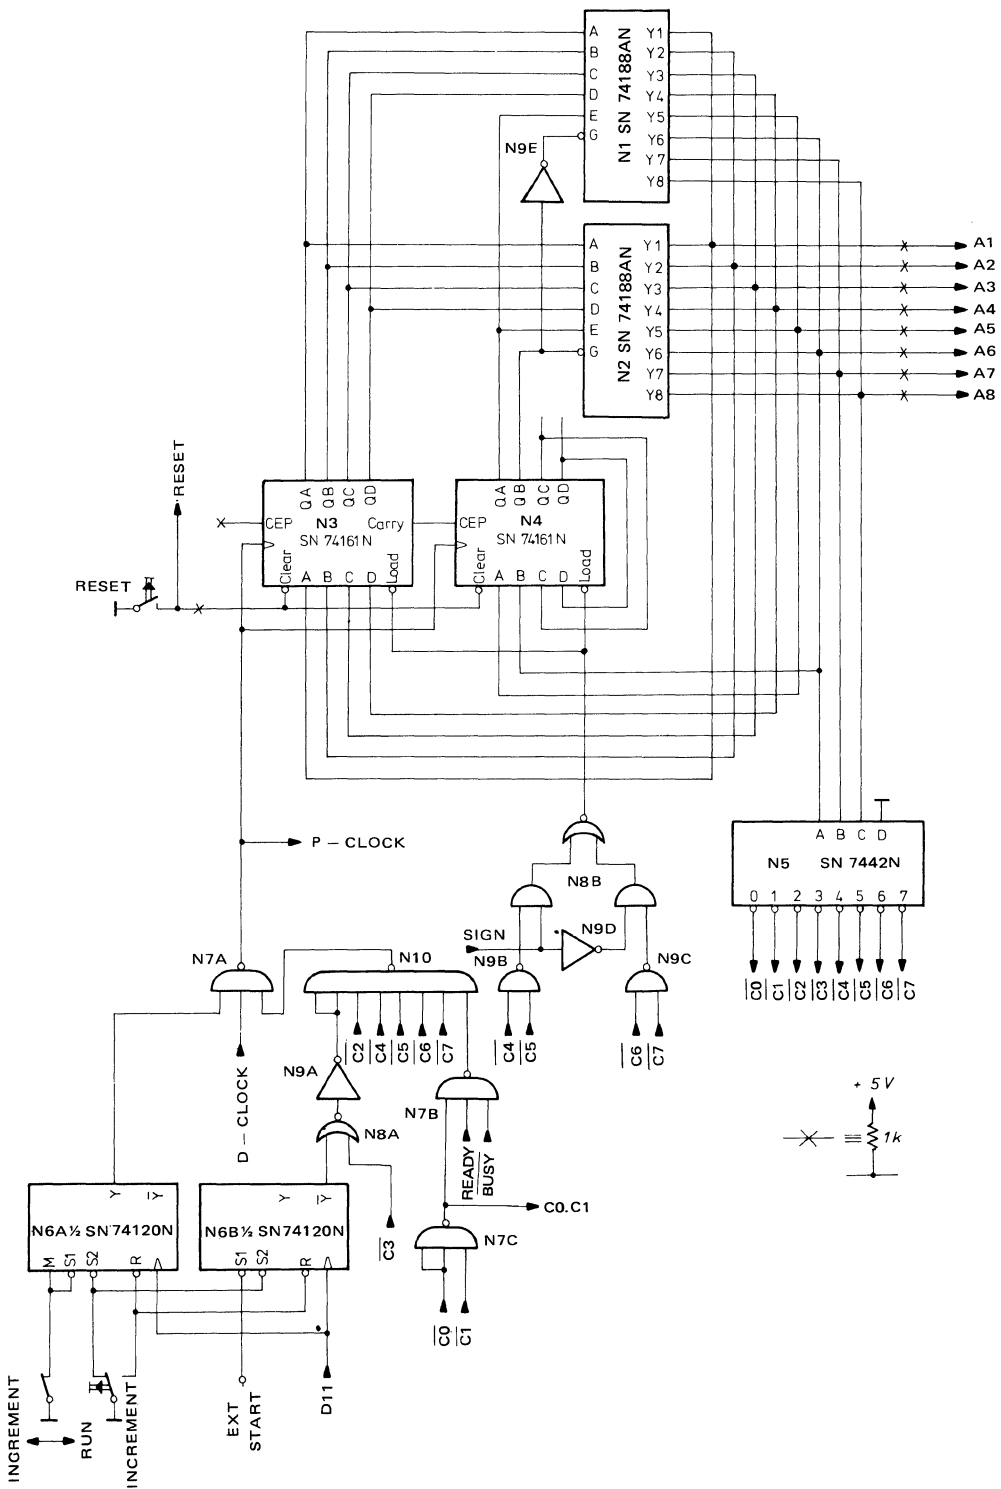 A Y1
B Y2
C Y3
D Y4
E Y5
G Y6
Y7
Y8
N1 SN 74188AN
N9E
A Y1
B Y2
C Y3
D Y4
E Y5
G Y6
Y7
Y8
N2 SN 74188AN
A1
A2
A3
A4
A5
A6
A7
A8
RESET
RESET
QA QB QC QD
CEP N3 Carry
SN 74161N
Clear A B C D Load
QA QB QC QD
CEP N4
SN 74161N
Clear A B C D Load
P – CLOCK
N8B
SIGN
N9D
N9B
N9C
C4 C5
C6 C7
A B C D
N5 SN 7442N
0 1 2 3 4 5 6 7
C0 C1 C2 C3 C4 C5 C6 C7
N7A
N10
D – CLOCK
C2 C4 C5 C6 C7
N9A
N8A
N7B
READY
BUSY
C0.C1
N7C
C0 C1
C3
+ 5V
1k
Y Y
N6A½ SN 74120N
M S1 S2 R
Y Y
N6B½ SN74120N
S1 S2 R
INGREMENT
RUN
INCREMENT
EXT
START
D11